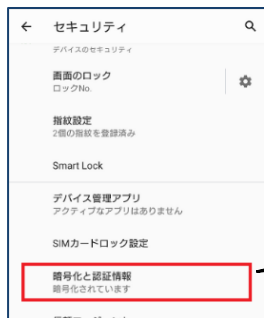 セキュリティ
デバイスのセキュリティ
画面のロック
ロックNo.
指紋設定
2個の指紋を登録済み
Smart Lock
デバイス管理アプリ
アクティブなアプリはありません
SIMカードロック設定
暗号化と認証情報
暗号化されています